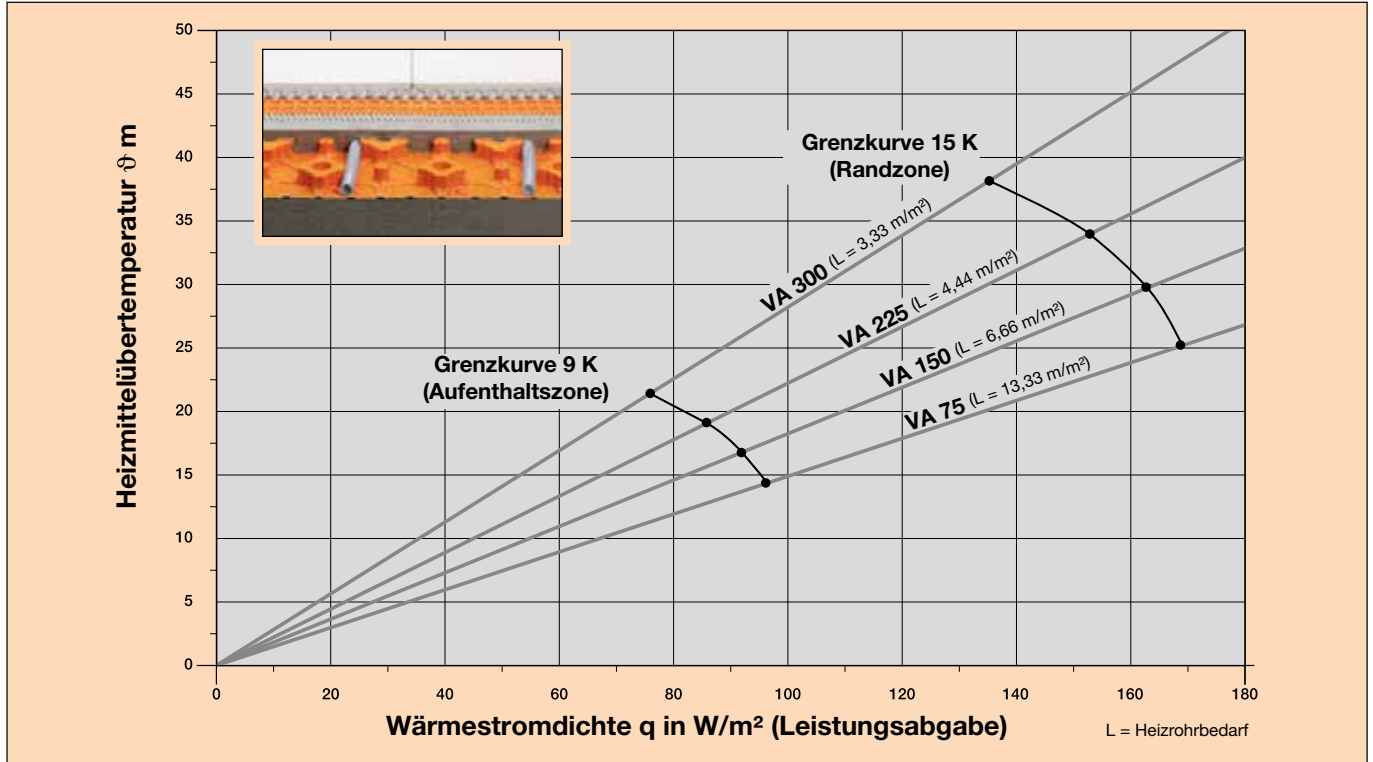 50
45
40
35
30
25
20
15
10
5
0
Heizmittelübertemperatur ϑ m
Grenzkurve 15 K
(Randzone)
VA 300 (L = 3,33 m/m²)
VA 225 (L = 4,44 m/m²)
VA 150 (L = 6,66 m/m²)
VA 75 (L = 13,33 m/m²)
Grenzkurve 9 K
(Aufenthaltszone)
0 20 40 60 80 100 120 140 160 180
Wärmestromdichte q in W/m² (Leistungsabgabe)
L = Heizrohrbedarf